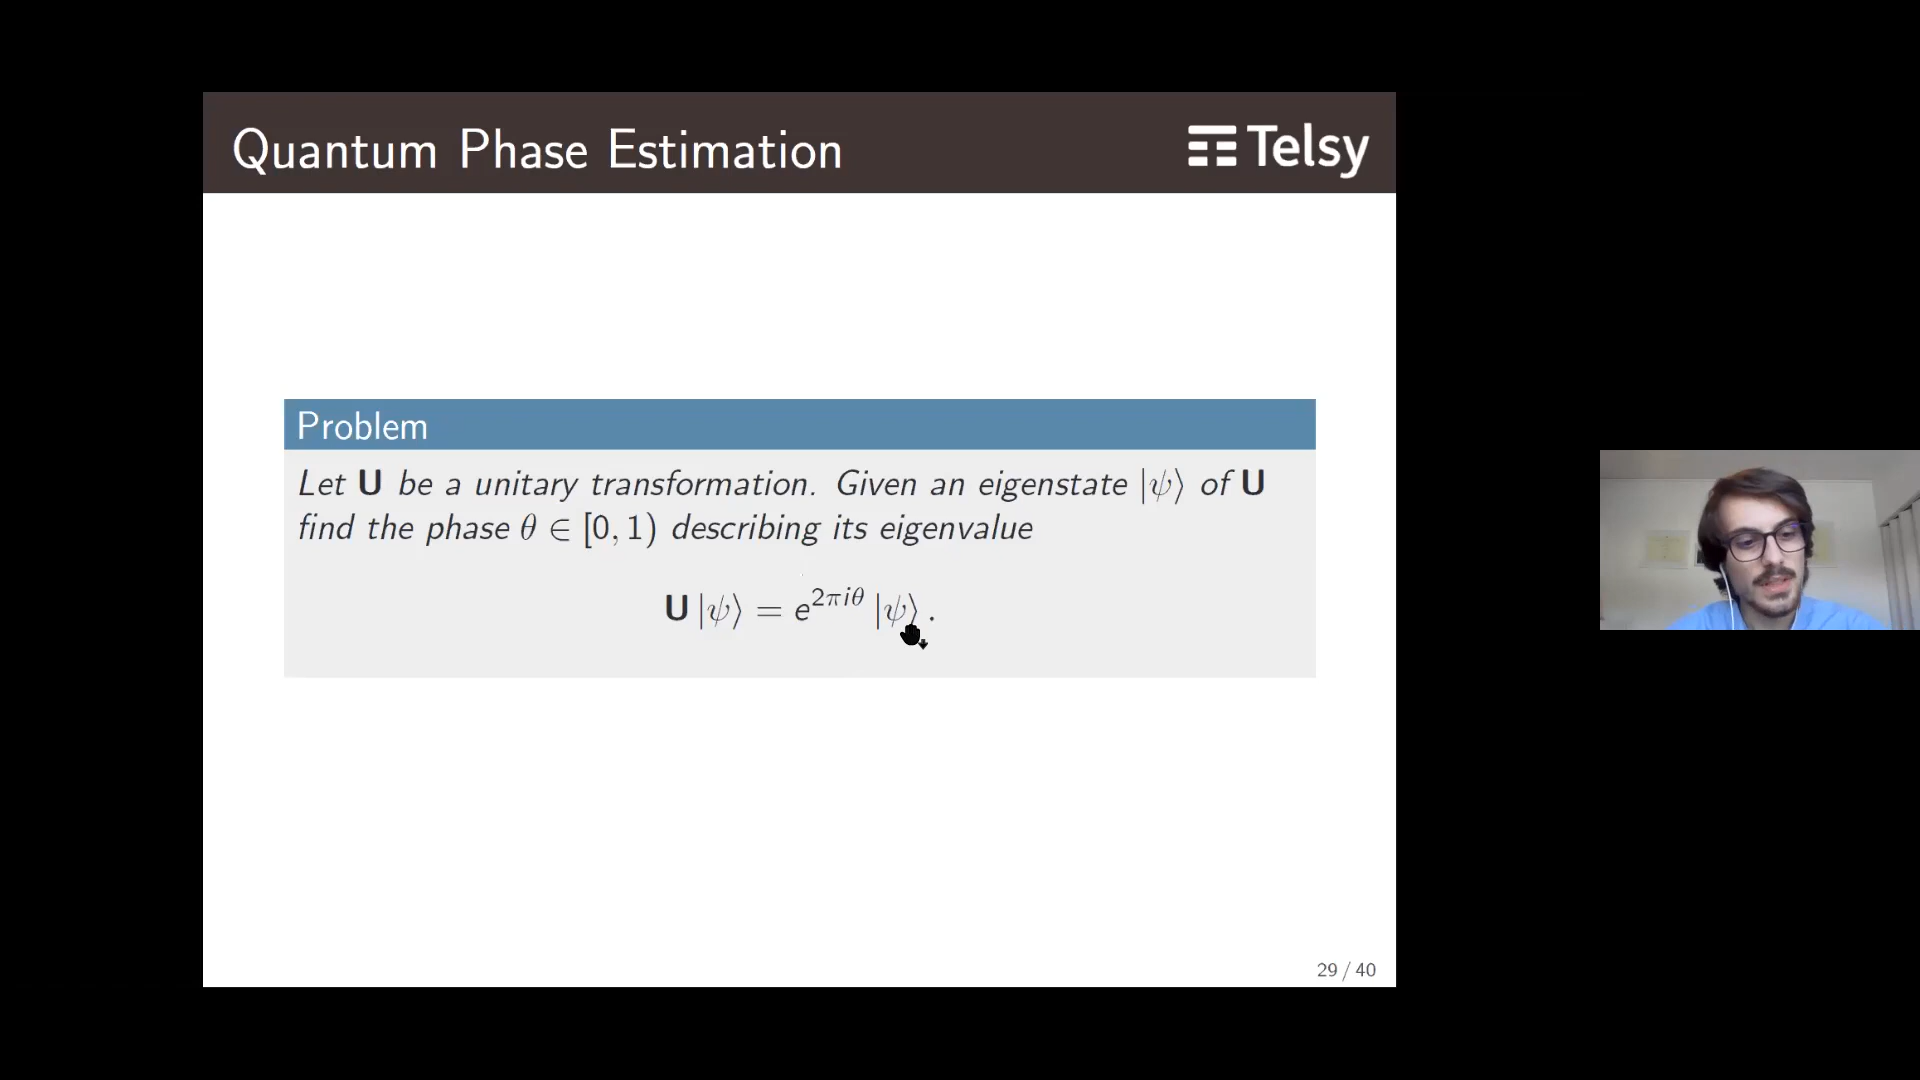 Quantum Phase Estimation
Telsy
Problem
Let U be a unitary transformation. Given an eigenstate |ψ⟩ of U
find the phase θ ∈ [0, 1) describing its eigenvalue
U |ψ⟩ = e^{2πiθ} |ψ⟩ .
29 / 40